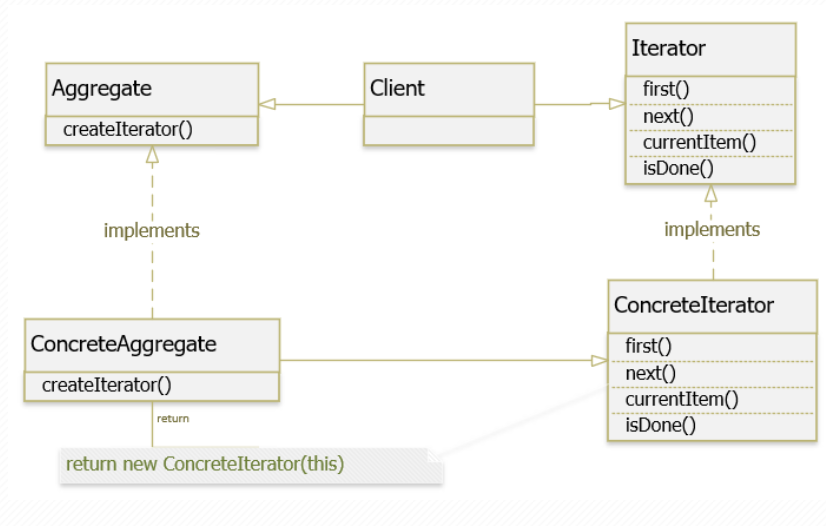 Aggregate
createIterator()
Client
Iterator
first()
next()
currentItem()
isDone()
implements
implements
ConcreteAggregate
createIterator()
return
return new ConcreteIterator(this)
ConcreteIterator
first()
next()
currentItem()
isDone()